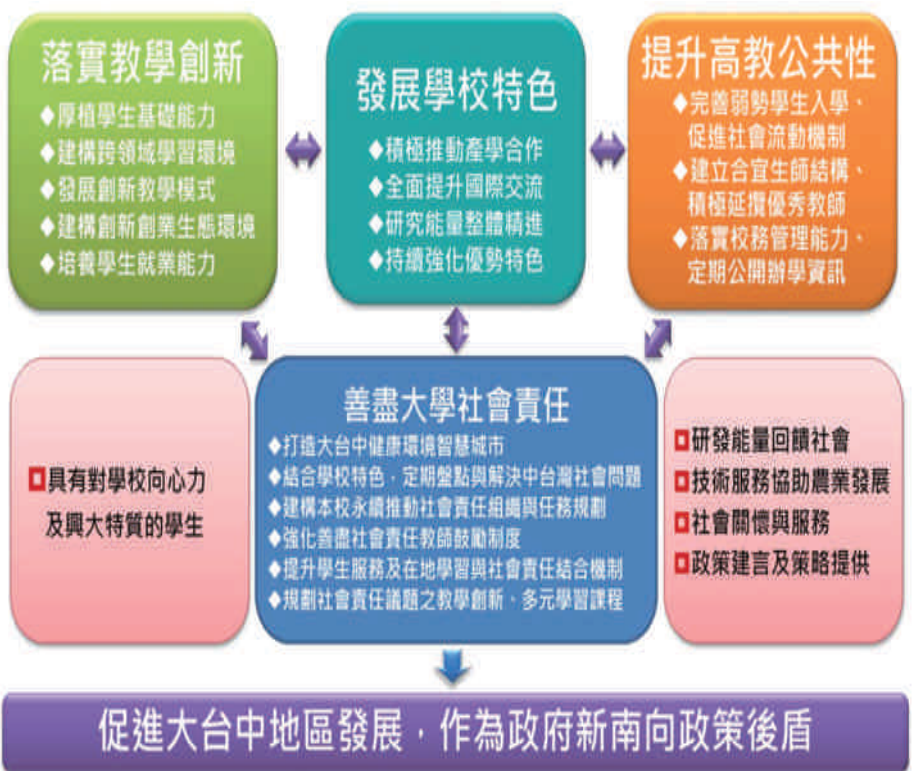 落實教學創新
◆厚植學生基礎能力
◆建構跨領域學習環境
◆發展創新教學模式
◆建構創新創業生態環境
◆培養學生就業能力
發展學校特色
◆積極推動產學合作
◆全面提升國際交流
◆研究能量整體精進
◆持續強化優勢特色
提升高教公共性
◆完善弱勢學生入學、
促進社會流動機制
◆建立合宜生師結構、
積極延攬優秀教師
◆落實校務管理能力、
定期公開辦學資訊
具有對學校向心力
及興大特質的學生
善盡大學社會責任
◆打造大台中健康環境智慧城市
◆結合學校特色，定期盤點與解決中台灣社會問題
◆建構本校永續推動社會責任組織與任務規劃
◆強化善盡社會責任教師鼓勵制度
◆提升學生服務及在地學習與社會責任結合機制
◆規劃社會責任議題之教學創新、多元學習課程
研發能量回饋社會
技術服務協助農業發展
社會關懷與服務
政策建言及策略提供
促進大台中地區發展，作為政府新南向政策後盾